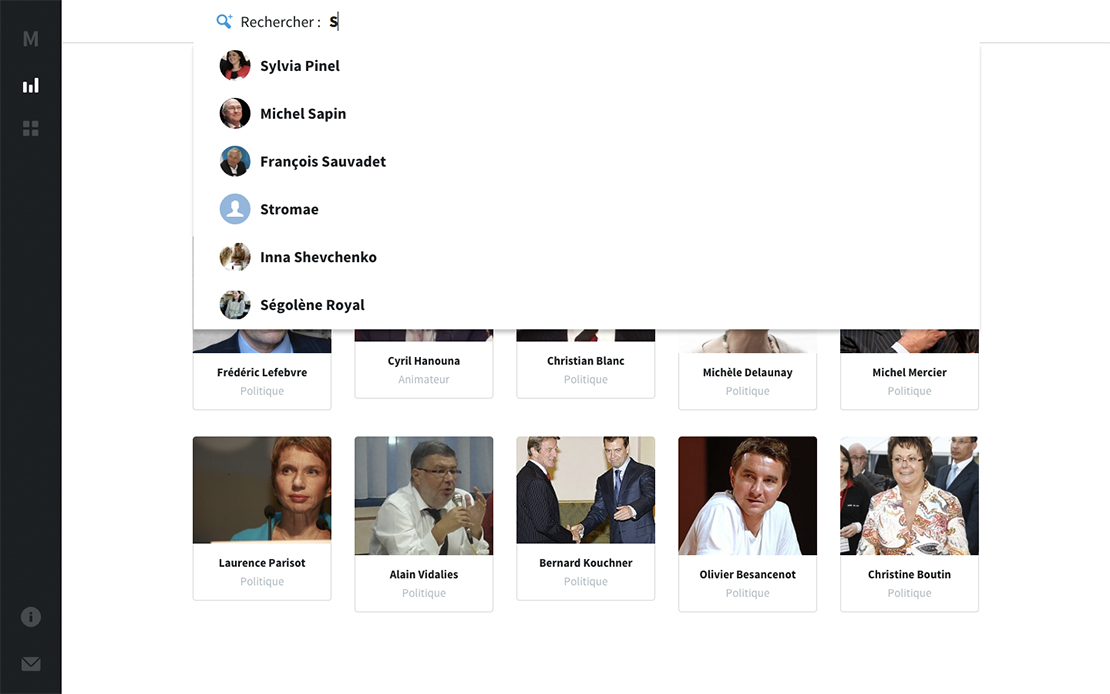 M
Rechercher : S
Sylvia Pinel
Michel Sapin
François Sauvadet
Stromae
Inna Shevchenko
Ségolène Royal
Frédéric Lefebvre
Politique
Cyril Hanouna
Animateur
Christian Blanc
Politique
Michèle Delaunay
Politique
Michel Mercier
Politique
Laurence Parisot
Politique
Alain Vidalies
Politique
Bernard Kouchner
Politique
Olivier Besancenot
Politique
Christine Boutin
Politique